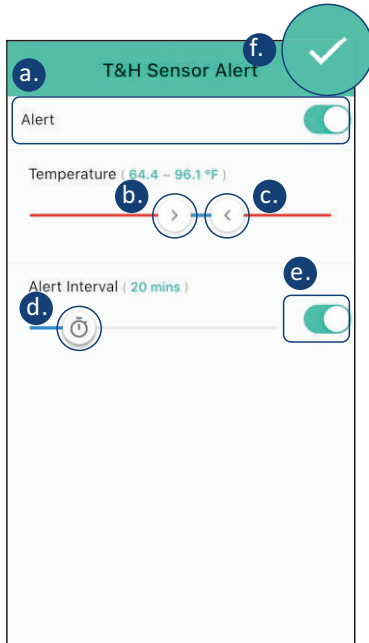 f.
a.
T&H Sensor Alert
Alert
Temperature ( 64.4 ~ 96.1 °F )
b.
c.
e.
Alert Interval ( 20 mins )
d.